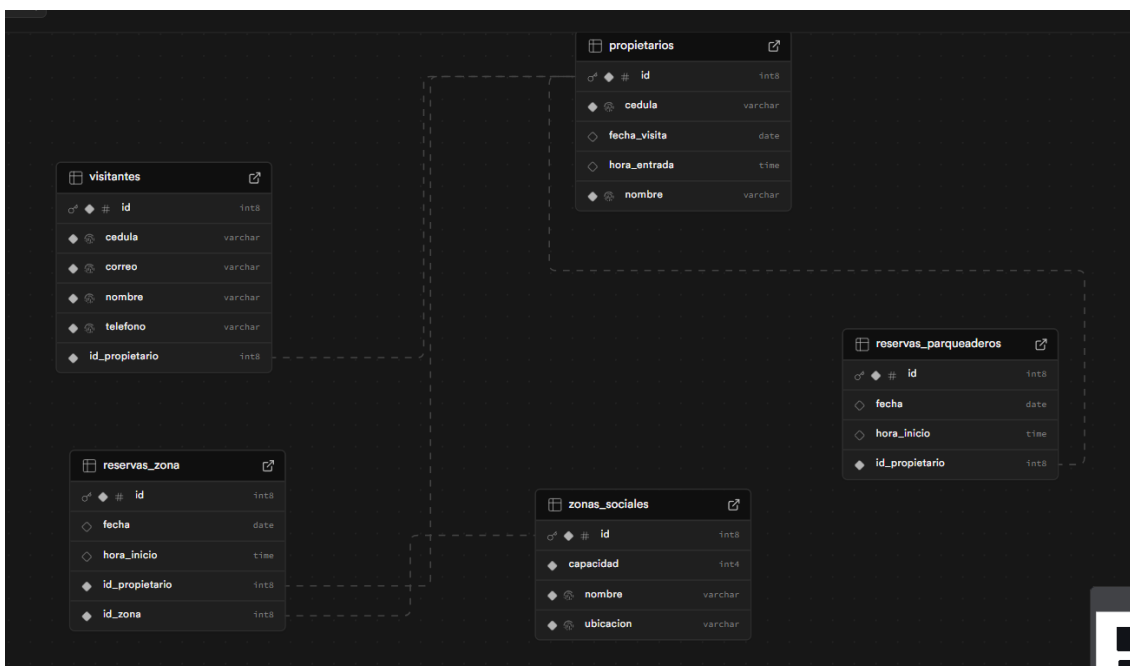 propietarios
# id int8
cedula varchar
fecha_visita date
hora_entrada time
nombre varchar
visitantes
# id int8
cedula varchar
correo varchar
nombre varchar
telefono varchar
id_propietario int8
reservas_parqueaderos
# id int8
fecha date
hora_inicio time
id_propietario int8
reservas_zona
# id int8
fecha date
hora_inicio time
id_propietario int8
id_zona int8
zonas_sociales
# id int8
capacidad int4
nombre varchar
ubicacion varchar